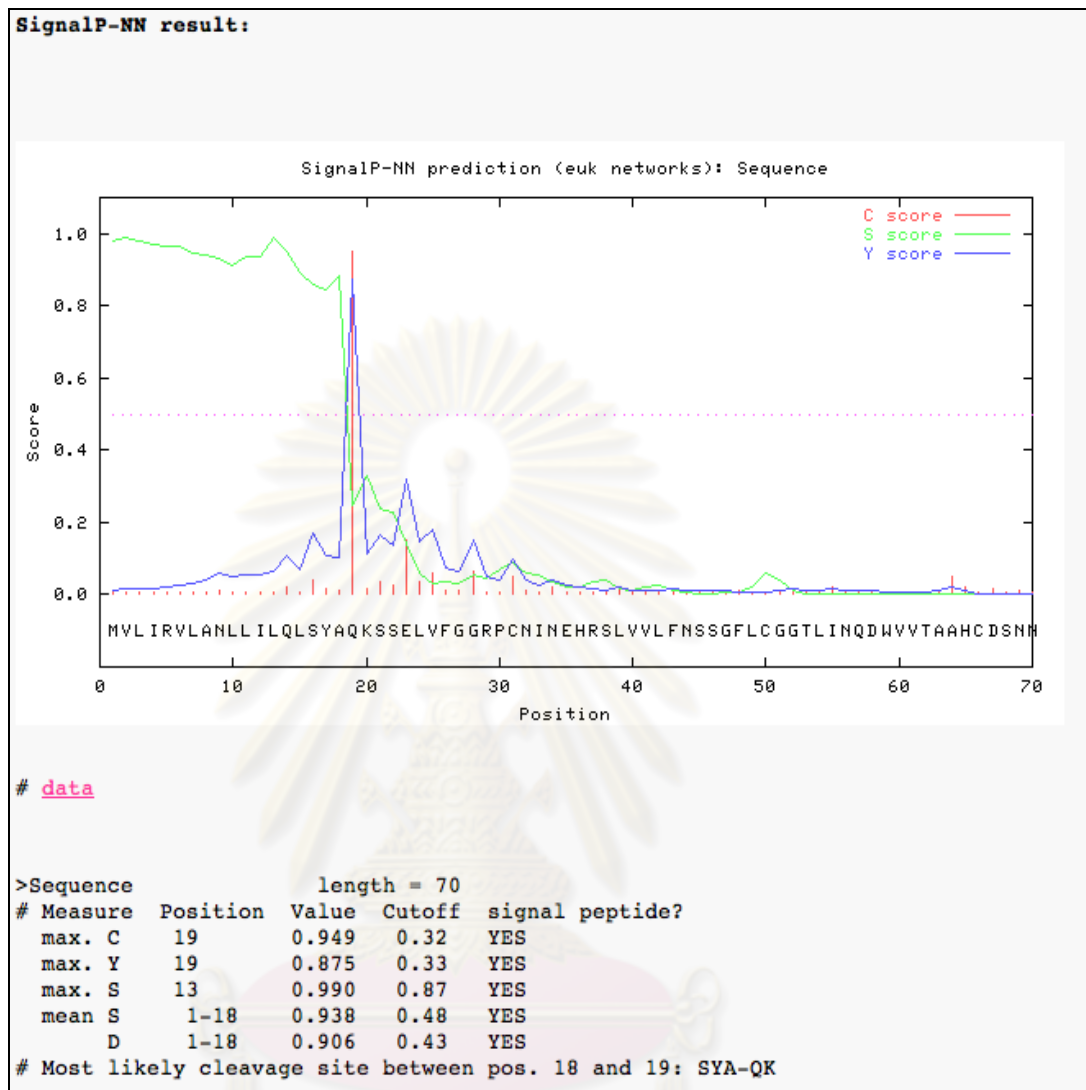 SignalP-NN result:
SignalP-NN prediction (euk networks): Sequence
C score
S score
Y score
1.0
0.8
0.6
0.4
0.2
0.0
Score
MVLIRVLANLLILQLSYAQKSSELVFGGRPCNINEHRSLVVLFNSSGFLCGGTLINQDWVVTAAHCDSNN
0 10 20 30 40 50 60 70
Position
# data
>Sequence length = 70
# Measure Position Value Cutoff signal peptide?
max. C 19 0.949 0.32 YES
max. Y 19 0.875 0.33 YES
max. S 13 0.990 0.87 YES
mean S 1-18 0.938 0.48 YES
D 1-18 0.906 0.43 YES
# Most likely cleavage site between pos. 18 and 19: SYA-QK